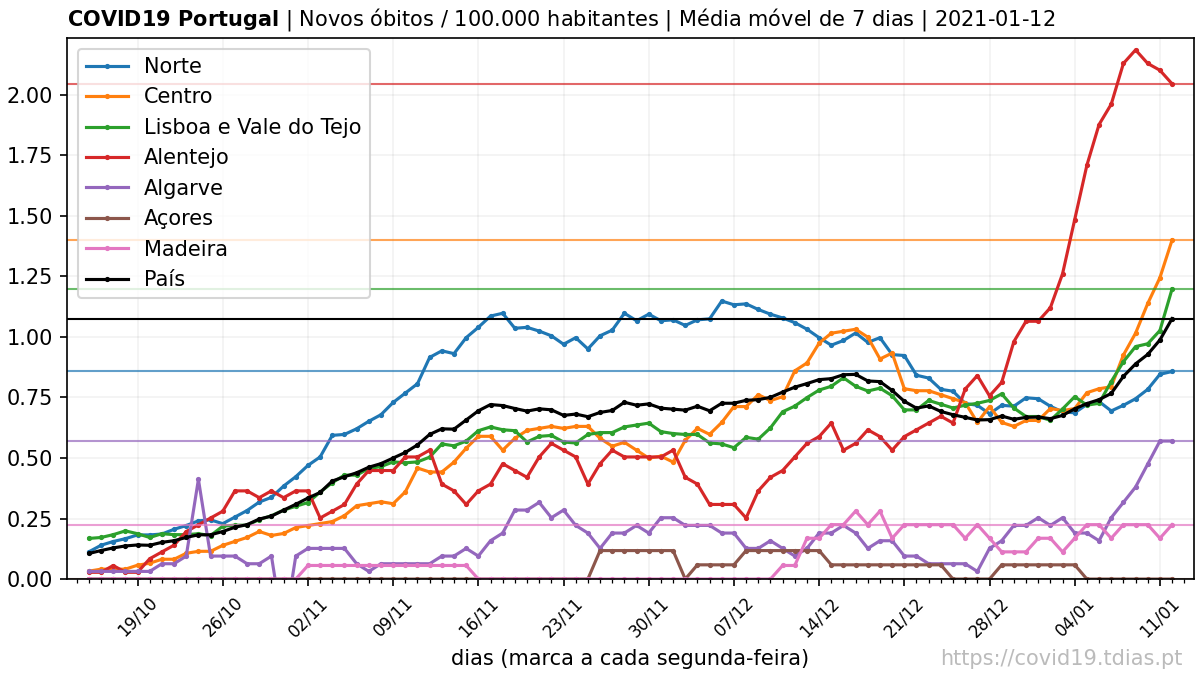 COVID19 Portugal | Novos óbitos / 100.000 habitantes | Média móvel de 7 dias | 2021-01-12
Norte
Centro
Lisboa e Vale do Tejo
Alentejo
Algarve
Açores
Madeira
País
2.00
1.75
1.50
1.25
1.00
0.75
0.50
0.25
0.00
19/10 26/10 02/11 09/11 16/11 23/11 30/11 07/12 14/12 21/12 28/12 04/01 11/01
dias (marca a cada segunda-feira)
https://covid19.tdias.pt